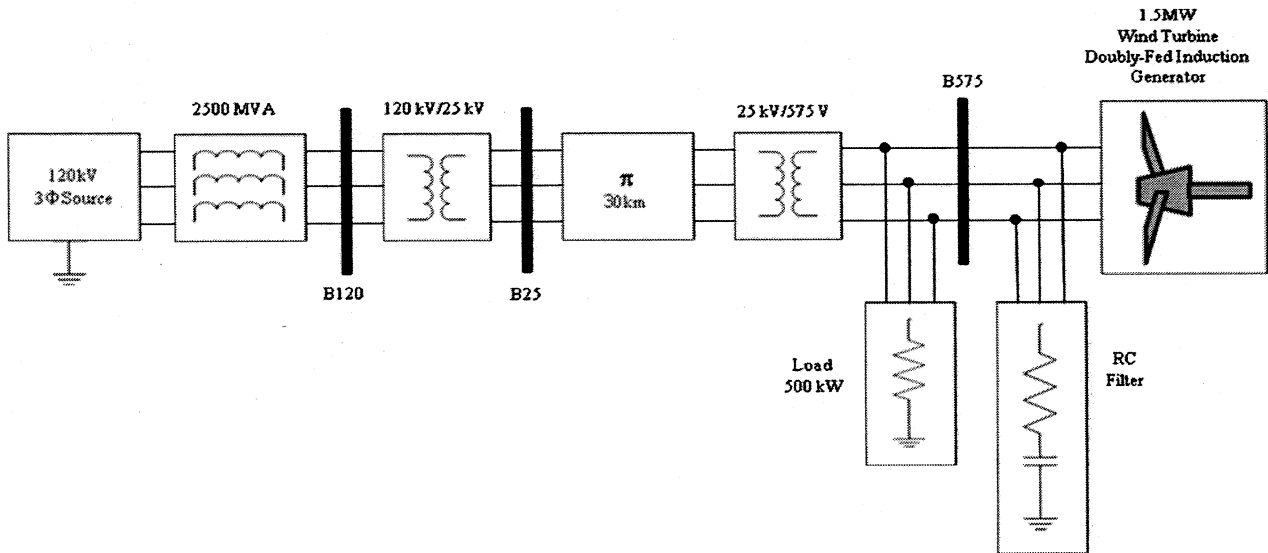 1.5MW
Wind Turbine
Doubly-Fed Induction
Generator
B575
2500 MVA
120 kV/25 kV
25 kV/575 V
120kV
3Φ Source
π
30km
B120
B25
Load
500 kW
RC
Filter